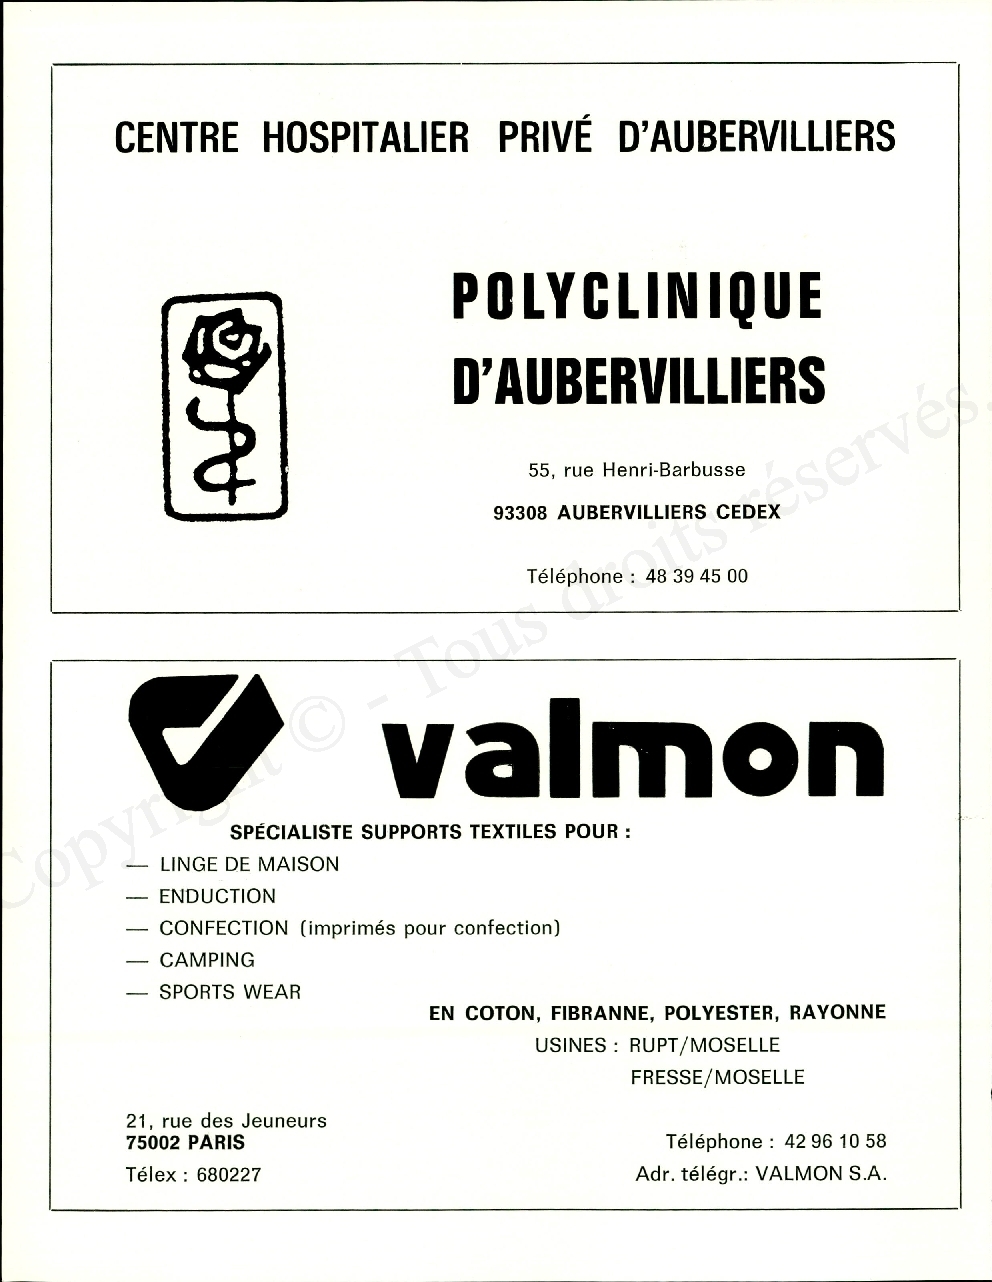 CENTRE HOSPITALIER PRIVÉ D'AUBERVILLIERS
POLYCLINIQUE
D'AUBERVILLIERS
55, rue Henri-Barbusse
93308 AUBERVILLIERS CEDEX
Téléphone : 48 39 45 00
Copyright © - Tous droits réservés.
valmon
SPÉCIALISTE SUPPORTS TEXTILES POUR :
— LINGE DE MAISON
— ENDUCTION
— CONFECTION (imprimés pour confection)
— CAMPING
— SPORTS WEAR
EN COTON, FIBRANNE, POLYESTER, RAYONNE
USINES : RUPT/MOSELLE
FRESSE/MOSELLE
21, rue des Jeuneurs
75002 PARIS
Télex : 680227
Téléphone : 42 96 10 58
Adr. télégr.: VALMON S.A.